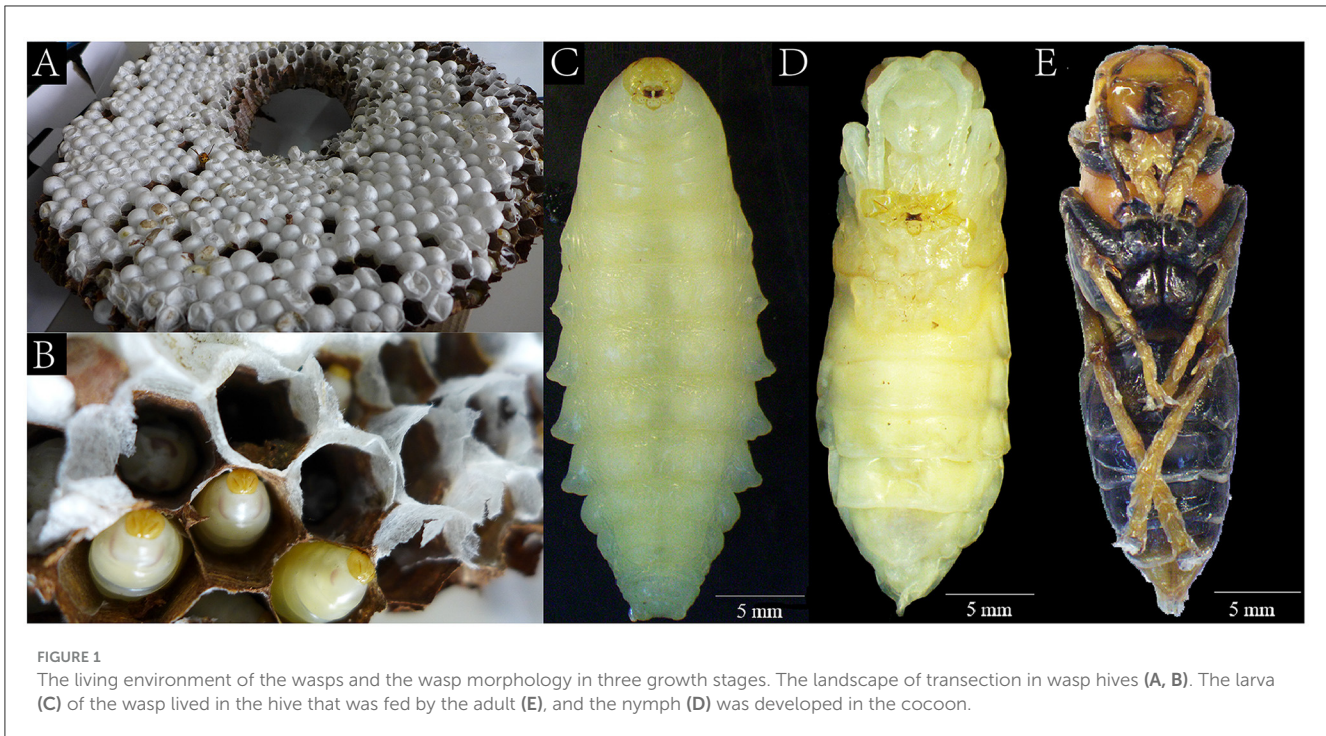 A
B
C
D
E
5 mm
5 mm
5 mm
FIGURE 1
The living environment of the wasps and the wasp morphology in three growth stages. The landscape of transection in wasp hives (A, B). The larva
(C) of the wasp lived in the hive that was fed by the adult (E), and the nymph (D) was developed in the cocoon.